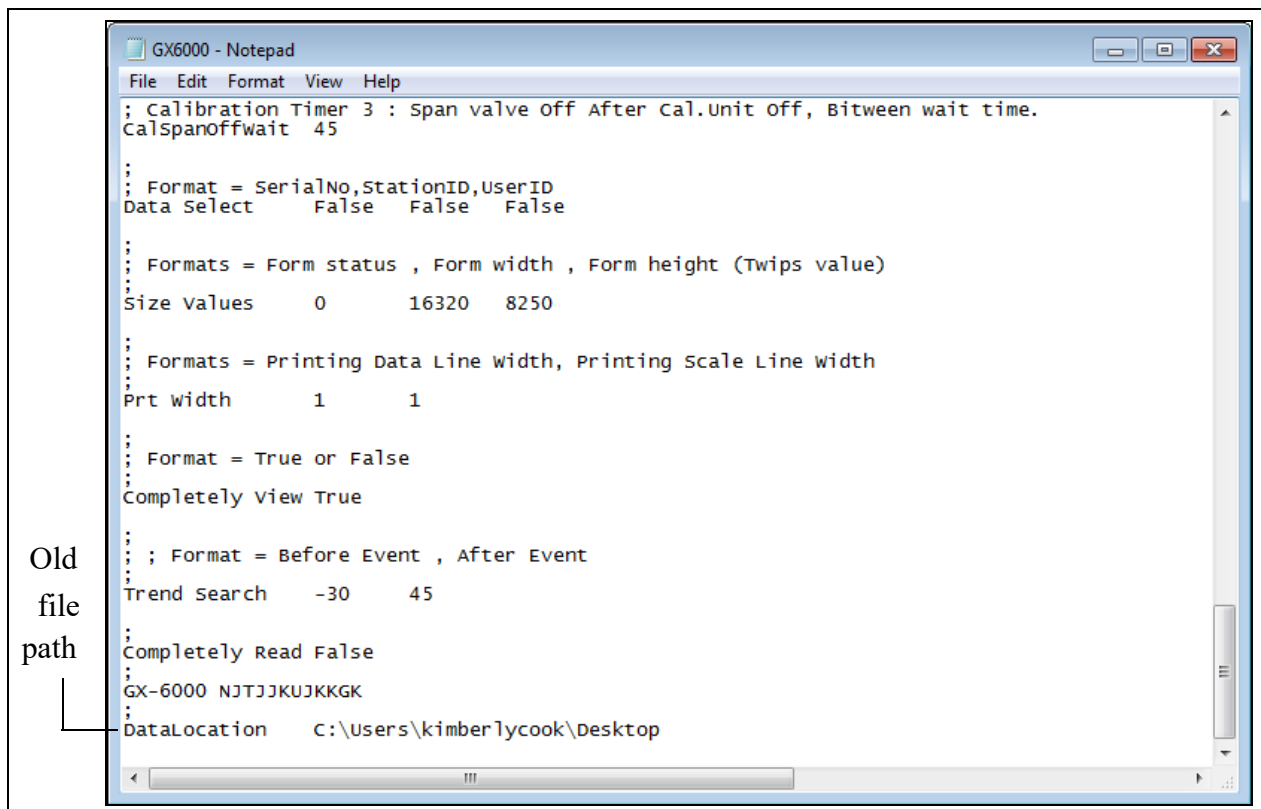 GX6000 - Notepad
File Edit Format View Help
; Calibration Timer 3 : Span valve Off After Cal.Unit Off, Bitween wait time.
CalSpanOffWait 45
;
; Format = SerialNo,StationID,UserID
Data Select False False False
;
; Formats = Form status , Form width , Form height (Twips value)
;
Size Values 0 16320 8250
;
; Formats = Printing Data Line Width, Printing Scale Line Width
;
Prt Width 1 1
;
; Format = True or False
;
Completely View True
;
; ; Format = Before Event , After Event
;
Trend Search -30 45
;
Completely Read False
;
GX-6000 NJTJJKUJKKGK
;
DataLocation C:\Users\kimberlycook\Desktop
Old
file
path